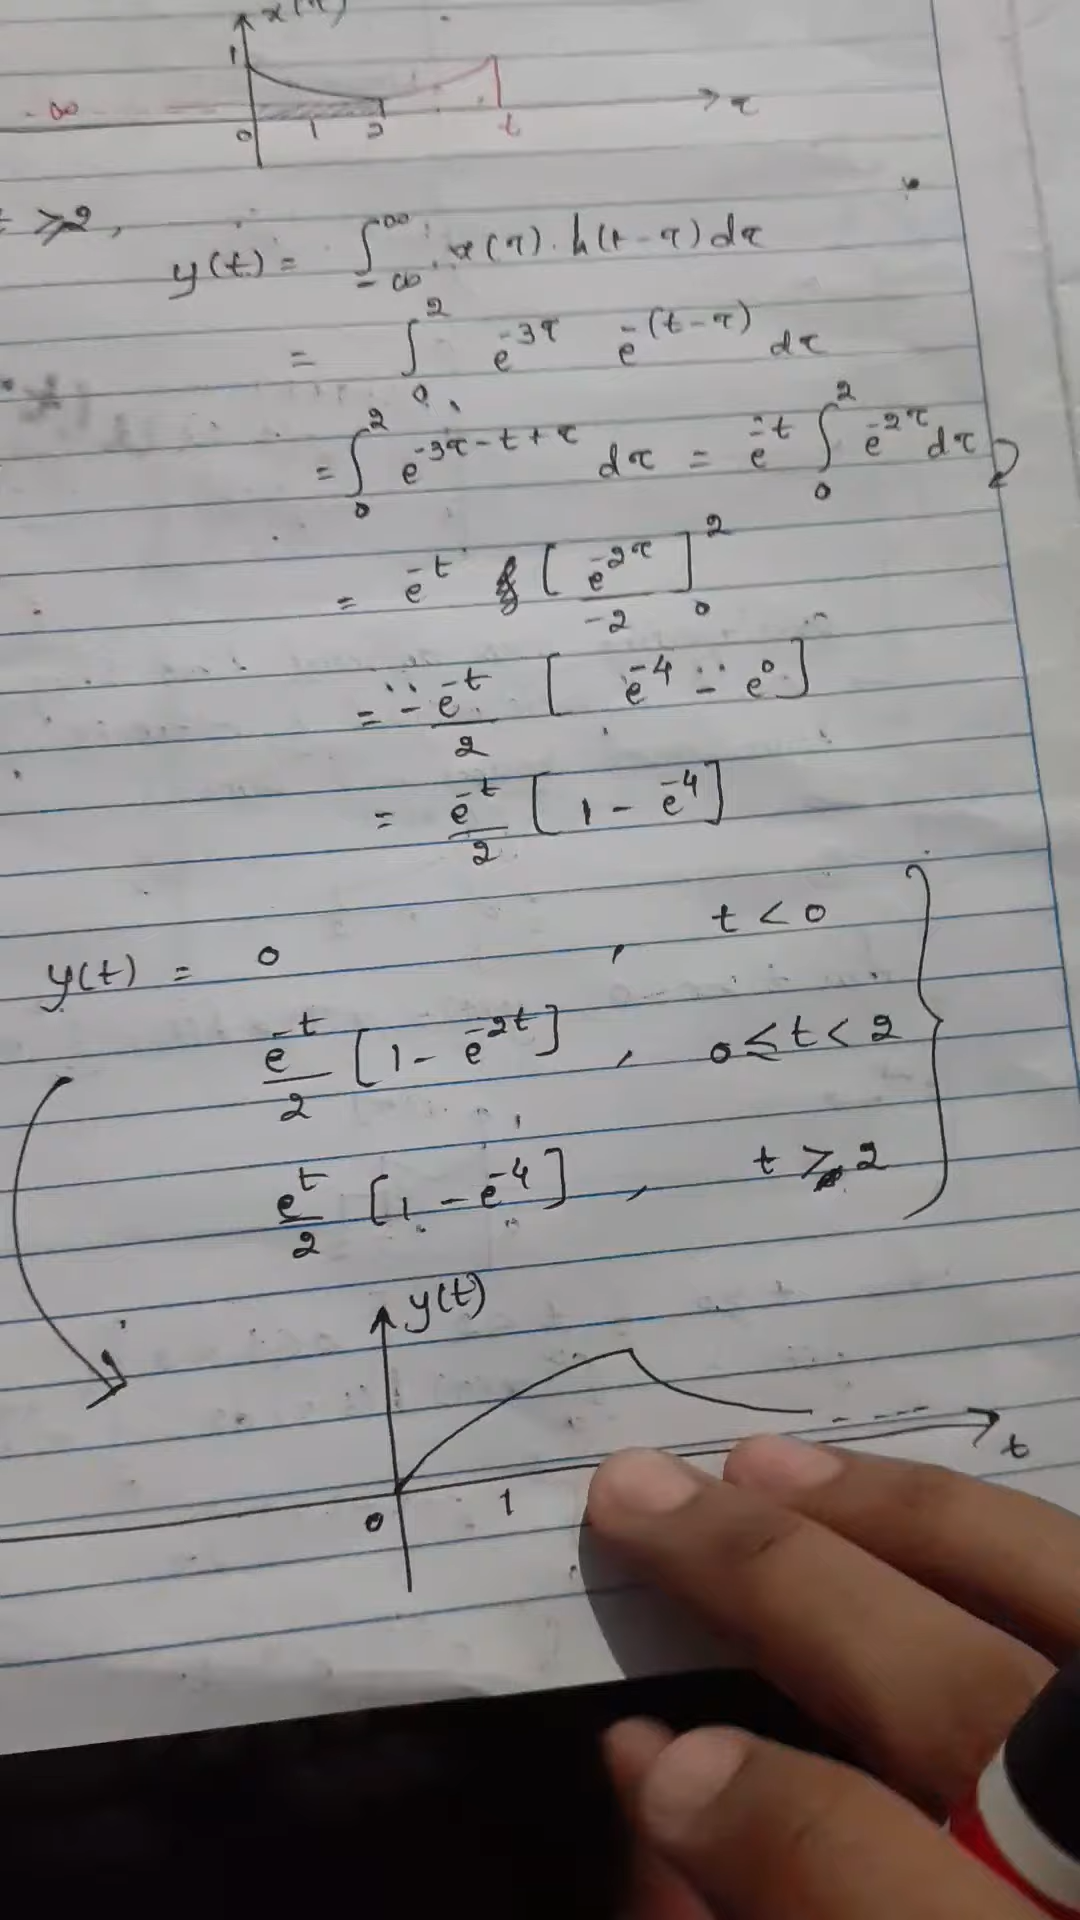 x(τ)
1
- ∞
0 1 2 t τ
t ≥ 2,
y(t) = ∫_{-∞}^{∞} x(τ) . h(t - τ) dτ
= ∫_0^2 e^{-3τ} e^{-(t-τ)} dτ
= ∫_0^2 e^{-3τ-t+τ} dτ = e^{-t} ∫_0^2 e^{-2τ} dτ
= e^{-t} [e^{-2τ}/-2]_0^2
= - e^{-t}/2 [e^{-4} - e^0]
= e^{-t}/2 [1 - e^{-4}]
y(t) = 0 , t < 0
e^{-t}/2 [1 - e^{-2t}] , 0 ≤ t < 2
e^t/2 [1 - e^{-4}] , t ≥ 2
y(t)
t
0 1